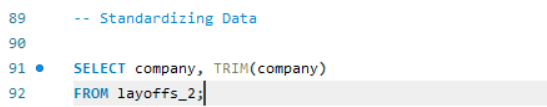 89 -- Standardizing Data
90
91 SELECT company, TRIM(company)
92 FROM layoffs_2;